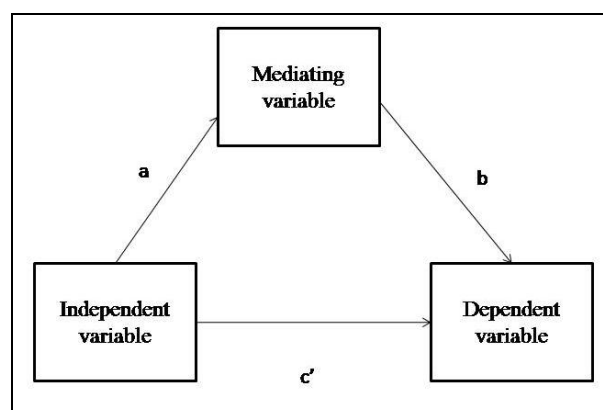 Mediating
variable
a
b
Independent
variable
Dependent
variable
c'